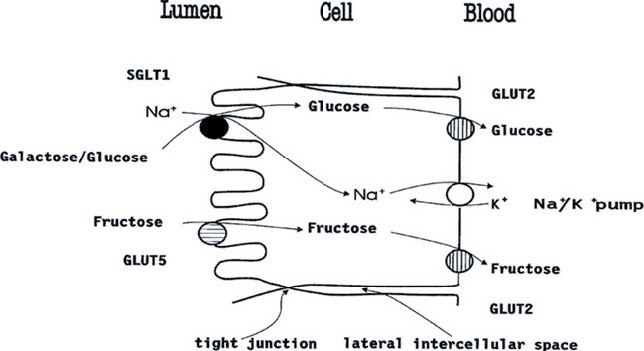 Lumen Cell Blood
SGLT1
GLUT2
Na⁺
Glucose
Glucose
Galactose/Glucose
Na⁺
K⁺
Na⁺/K⁺pump
Fructose
Fructose
GLUT5
Fructose
GLUT2
tight junction lateral intercellular space